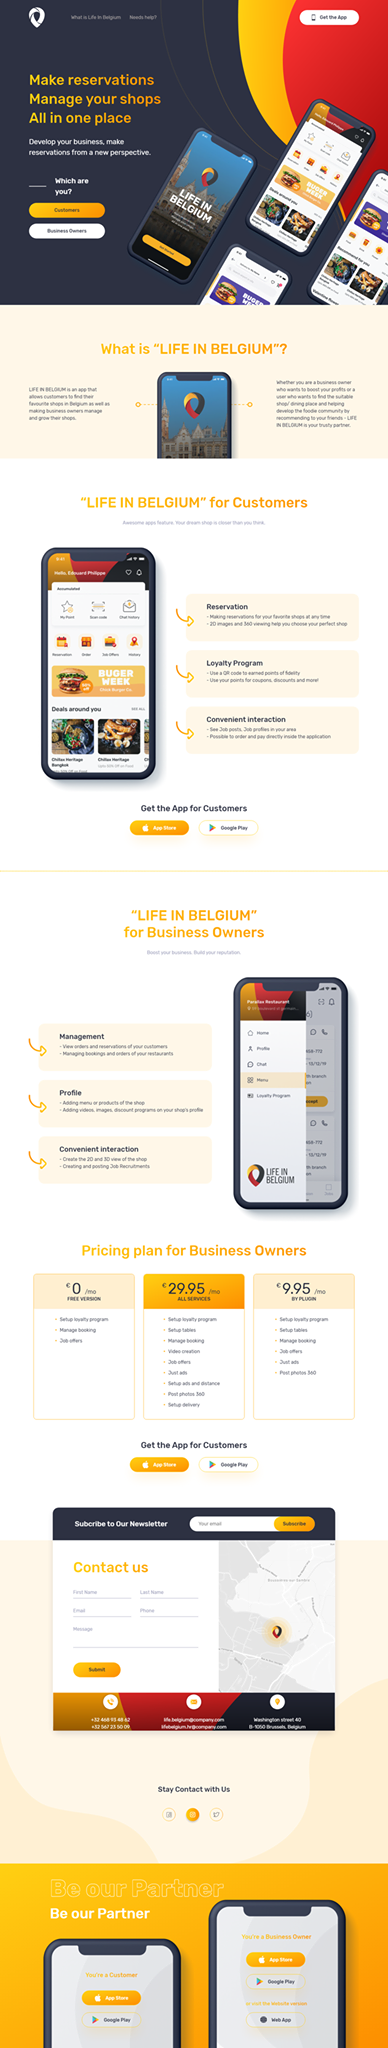 What is Life In Belgium
Needs help?
Get the App
Make reservations
Manage your shops
All in one place
Develop your business, make
reservations from a new perspective.
Which are
you?
Customers
Business Owners
LIFE IN
BELGIUM
BUGER
WEEK
Deals around you
What is “LIFE IN BELGIUM”?
LIFE IN BELGIUM is an app that
allows customers to find their
favourite shops in Belgium as well as
making business owners manage
and grow their shops.
Whether you are a business owner
who wants to boost your profits or a
user who wants to find the suitable
shop/ dining place and helping
develop the foodie community by
recommending to your friends - LIFE
IN BELGIUM is your trusty partner.
“LIFE IN BELGIUM” for Customers
Awesome apps feature. Your dream shop is closer than you think.
Hello, Edouard Philippe
Accumulated
My Point
Scan code
Chat history
Reservation
Order
Job Offers
History
BUGER
WEEK
Deals around you
SEE ALL
Chillax Heritage
Bangkok
Chillax Heritage
Reservation
- Making reservations for your favorite shops at any time
- 2D images and 360 viewing help you choose your perfect shop
Loyalty Program
- Use a QR code to earned points of fidelity
- Use your points for coupons, discounts and more!
Convenient interaction
- See Job posts, Job profiles in your area
- Possible to order and pay directly inside the application
Get the App for Customers
App Store
Google Play
“LIFE IN BELGIUM”
for Business Owners
Boost your business. Build your reputation.
Management
- View orders and reservations of your customers
- Managing bookings and orders of your restaurants
Profile
- Adding menu or products of the shop
- Adding videos, images, discount programs on your shop's profile
Convenient interaction
- Create the 2D and 3D view of the shop
- Creating and posting Job Recruitments
Parallax Restaurant
Home
Profile
Chat
Menu
Loyalty Program
LIFE IN
BELGIUM
Pricing plan for Business Owners
€ 0 /mo
FREE VERSION
Setup loyalty program
Manage booking
Job offers
€ 29.95 /mo
ALL SERVICES
Setup loyalty program
Setup tables
Manage booking
Video creation
Job offers
Just ads
Setup ads and distance
Post photos 360
Setup delivery
€ 9.95 /mo
BY PLUGIN
Setup loyalty program
Setup tables
Manage booking
Job offers
Just ads
Post photos 360
Get the App for Customers
App Store
Google Play
Subcribe to Our Newsletter
Your email
Subscribe
Contact us
First Name
Last Name
Email
Phone
Message
Submit
+32 468 93 48 62
+32 567 23 50 09
life.belgium@company.com
lifebelgium.hr@company.com
Washington street 40
B-1050 Brussels, Belgium
Stay Contact with Us
Be our Partner
Be our Partner
You're a Customer
App Store
Google Play
You're a Business Owner
App Store
Google Play
or visit the website version
Web App